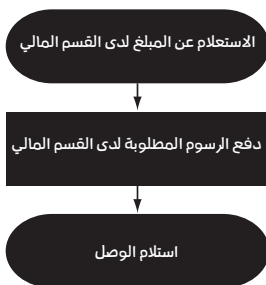 الاستعلام عن المبلغ لدى القسم المالي
دفع الرسوم المطلوبة لدى القسم المالي
استلام الوصل